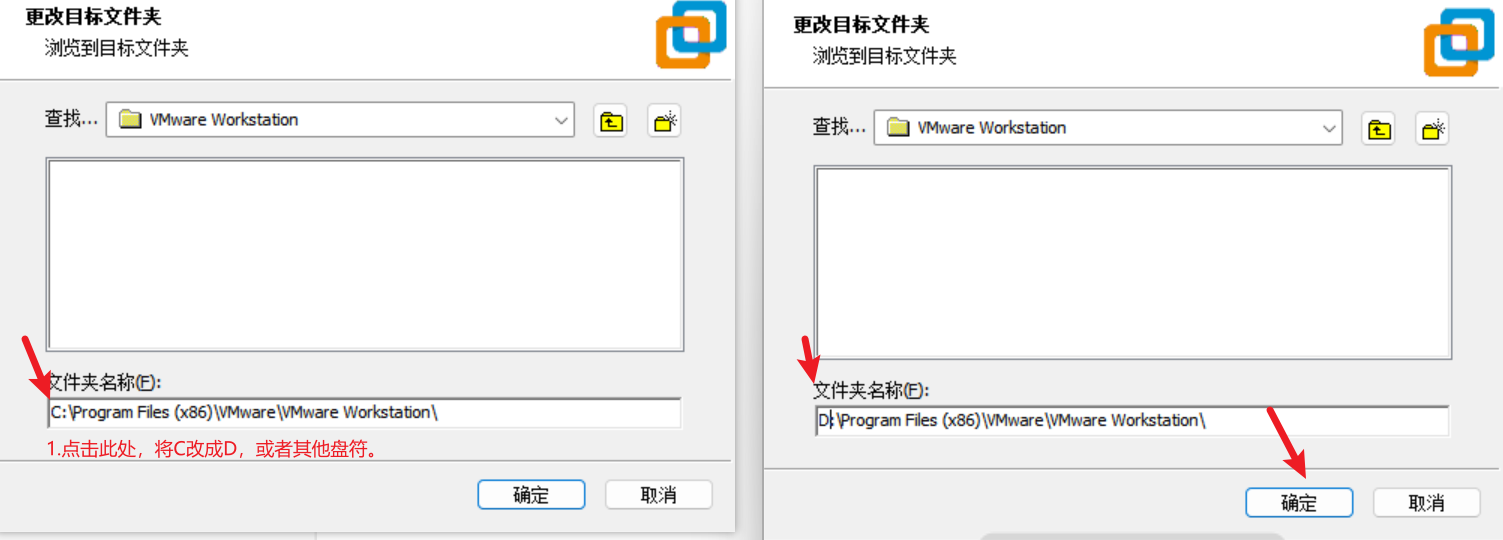 更改目标文件夹
浏览到目标文件夹
查找...
VMware Workstation
文件夹名称(F):
C:\Program Files (x86)\VMware\VMware Workstation\
1.点击此处，将C改成D，或者其他盘符。
确定
取消
更改目标文件夹
浏览到目标文件夹
查找...
VMware Workstation
文件夹名称(F):
D:\Program Files (x86)\VMware\VMware Workstation\
确定
取消